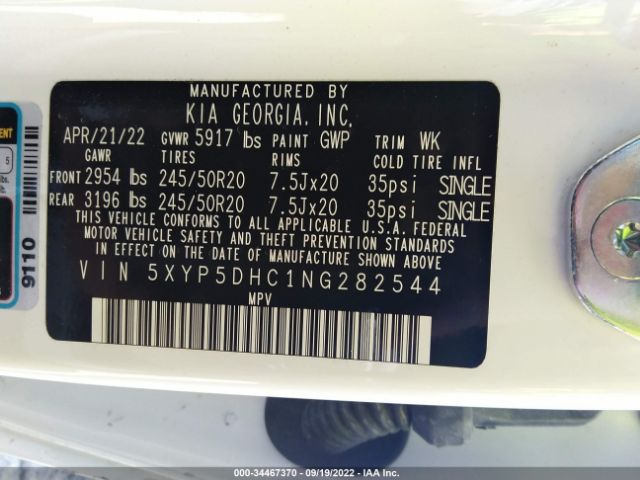 MANUFACTURED BY
KIA GEORGIA, INC.
APR/21/22 GVWR 5917 lbs PAINT GWP TRIM WK
GAWR TIRES RIMS COLD TIRE INFL
FRONT 2954 lbs 245/50R20 7.5Jx20 35psi SINGLE
REAR 3196 lbs 245/50R20 7.5Jx20 35psi SINGLE
THIS VEHICLE CONFORMS TO ALL APPLICABLE U.S.A. FEDERAL
MOTOR VEHICLE SAFETY AND THEFT PREVENTION STANDARDS
IN EFFECT ON THE DATE OF MANUFACTURE SHOWN ABOVE
VIN 5XYP5DHC1NG282544
MPV
9110
5
000-34467370 - 09/19/2022 - IAA Inc.